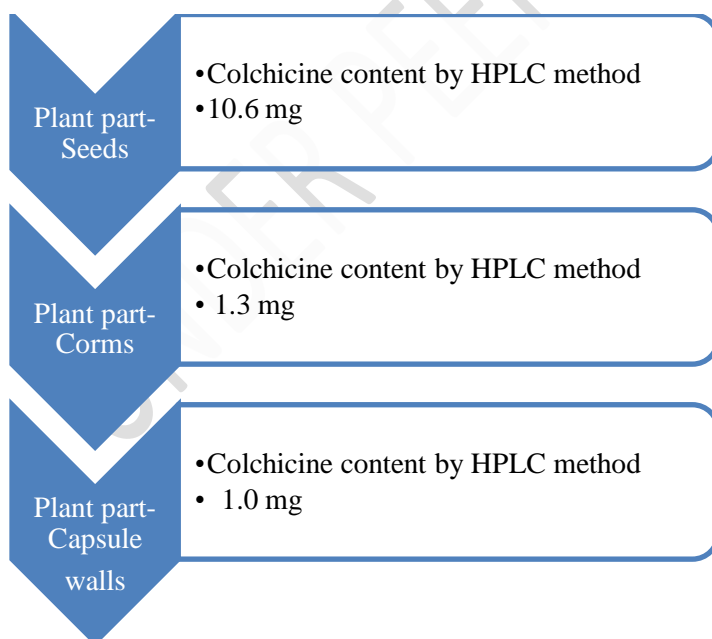 Plant part-
Seeds
•Colchicine content by HPLC method
•10.6 mg
Plant part-
Corms
•Colchicine content by HPLC method
• 1.3 mg
Plant part-
Capsule
walls
•Colchicine content by HPLC method
• 1.0 mg